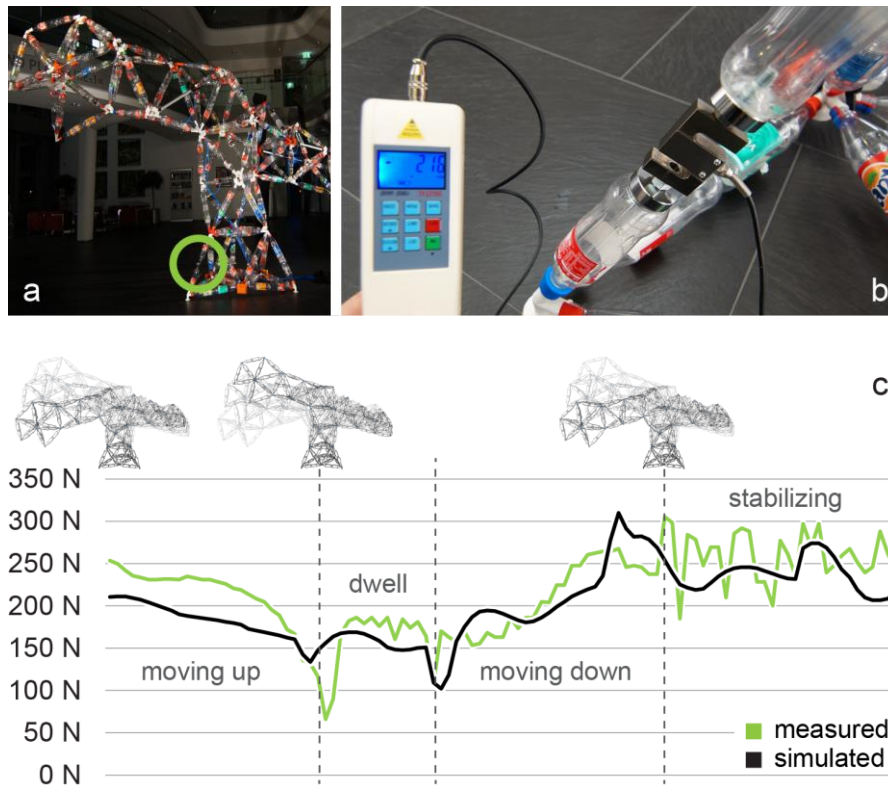 a
-218
b
c
350 N
300 N
250 N
200 N
150 N
100 N
50 N
0 N
moving up
dwell
moving down
stabilizing
measured
simulated